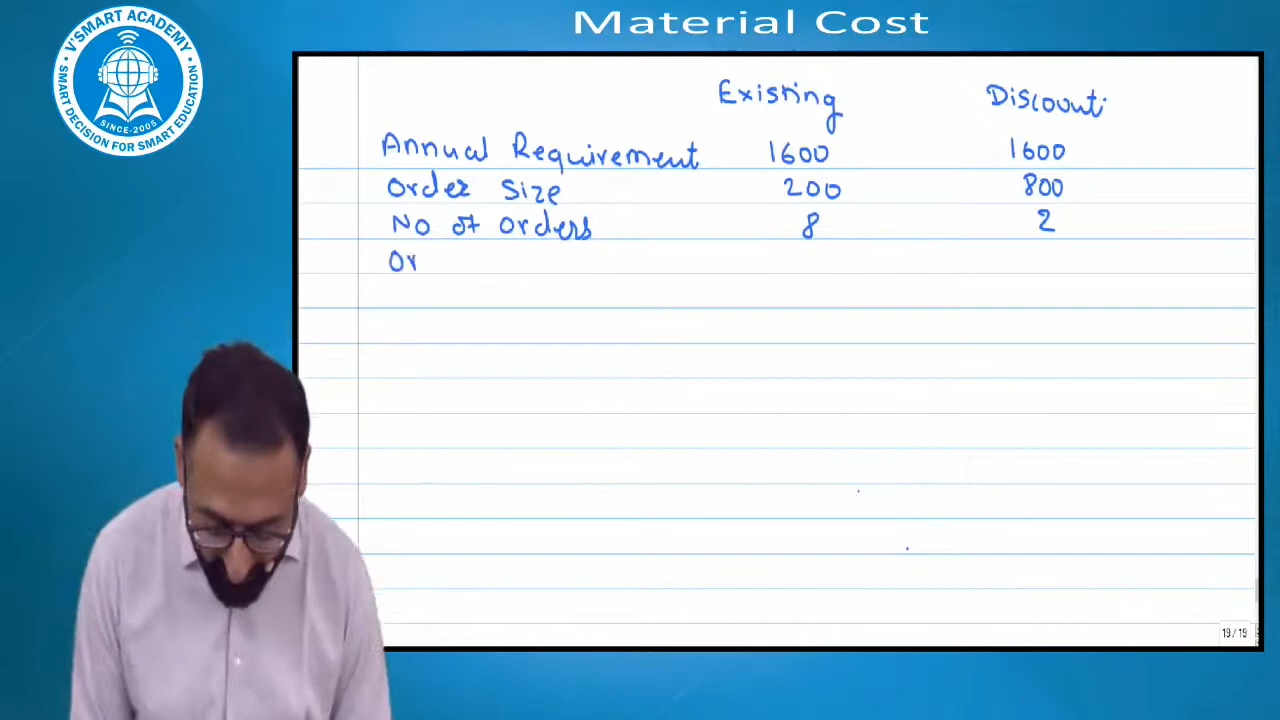 Material Cost
V'SMART ACADEMY
SMART DECISION FOR SMART EDUCATION
SINCE-2005
Existing Discounti
Annual Requirement 1600 1600
Order Size 200 800
No of orders 8 2
Or
19/19